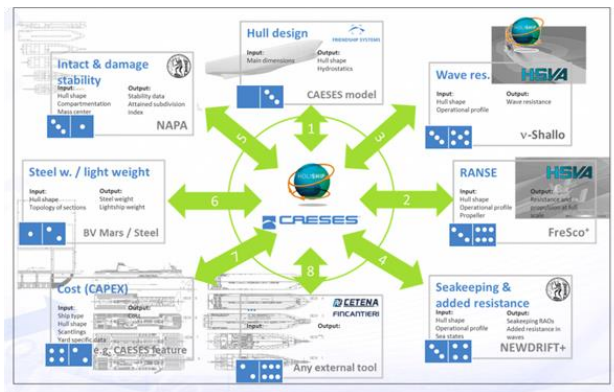 Hull design
FRIENDSHIP SYSTEMS
Input:
Main dimensions
Output:
Hull shape
Hydrostatics
CAESES model
Intact & damage
stability
Input:
Hull shape
Compartmentation
Mass center
Output:
Stability data
Attained subdivision
index
NAPA
Wave res.
HSVA
Input:
Hull shape
Operational profile
Output:
Wave resistance
ν-Shallo
5
1
3
Steel w. / light weight
Input:
Hull shape
Topology of sections
Output:
Steel weight
Lightship weight
BV Mars / Steel
6
HOLISHIP
CAESES
2
RANSE
HSVA
Input:
Hull shape
Operational profile
Propeller
Output:
Resistance and
propulsion at full
scale
FreSco⁺
7
8
4
Cost (CAPEX)
Input:
Ship type
Hull shape
Scantlings
Yard specific data
Output:
e.g. CAESES feature
CETENA
FINCANTIERI
Input:
Output:
Any external tool
Seakeeping &
added resistance
Input:
Hull shape
Operational profile
Sea states
Output:
Seakeeping RAOs
Added resistance in
waves
NEWDRIFT+